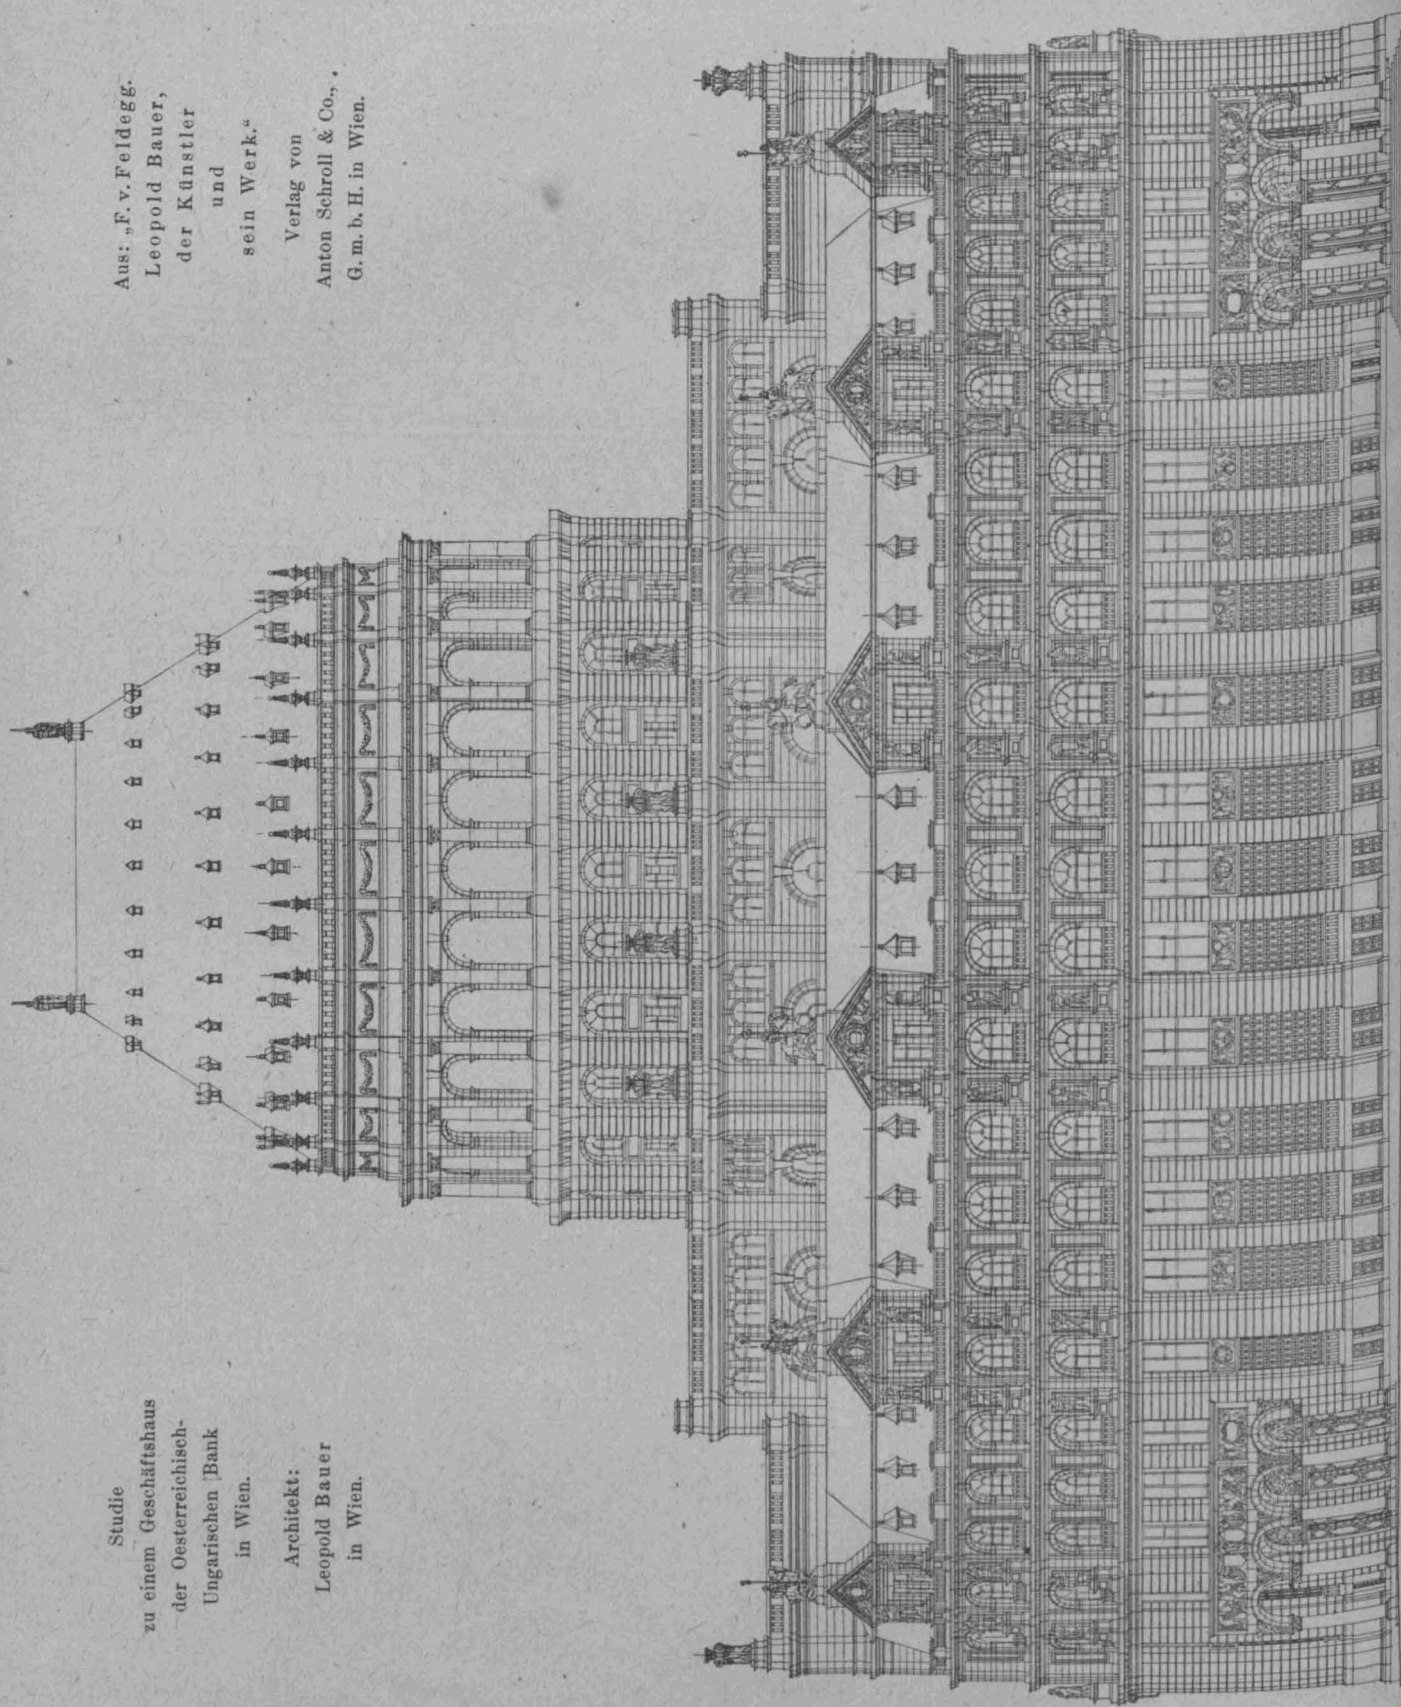 Studie
zu einem Geschäftshaus
der Oesterreichisch-
Ungarischen Bank
in Wien.
Architekt:
Leopold Bauer
in Wien.
Aus: „F. v. Feldegg.
Leopold Bauer,
der Künstler
und
sein Werk.“
Verlag von
Anton Schroll & Co.,
G. m. b. H. in Wien.